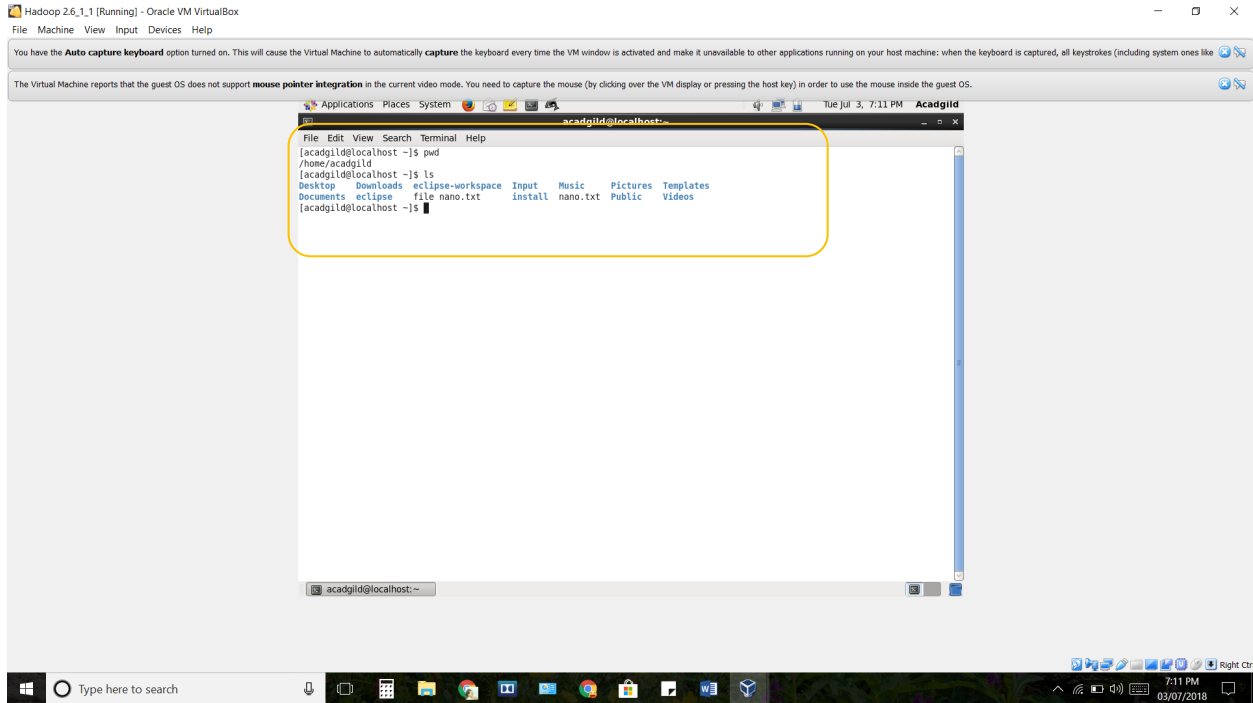 Hadoop 2.6_1_1 [Running] - Oracle VM VirtualBox
File Machine View Input Devices Help
You have the Auto capture keyboard option turned on. This will cause the Virtual Machine to automatically capture the keyboard every time the VM window is activated and make it unavailable to other applications running on your host machine: when the keyboard is captured, all keystrokes (including system ones like
The Virtual Machine reports that the guest OS does not support mouse pointer integration in the current video mode. You need to capture the mouse (by clicking over the VM display or pressing the host key) in order to use the mouse inside the guest OS.
Applications Places System Tue Jul 3, 7:11 PM Acadgild
acadgild@localhost:~
File Edit View Search Terminal Help
[acadgild@localhost ~]$ pwd
/home/acadgild
[acadgild@localhost ~]$ ls
Desktop Downloads eclipse-workspace Input Music Pictures Templates
Documents eclipse file nano.txt install nano.txt Public Videos
[acadgild@localhost ~]$
acadgild@localhost:~
Right Ctr
Type here to search
7:11 PM
03/07/2018